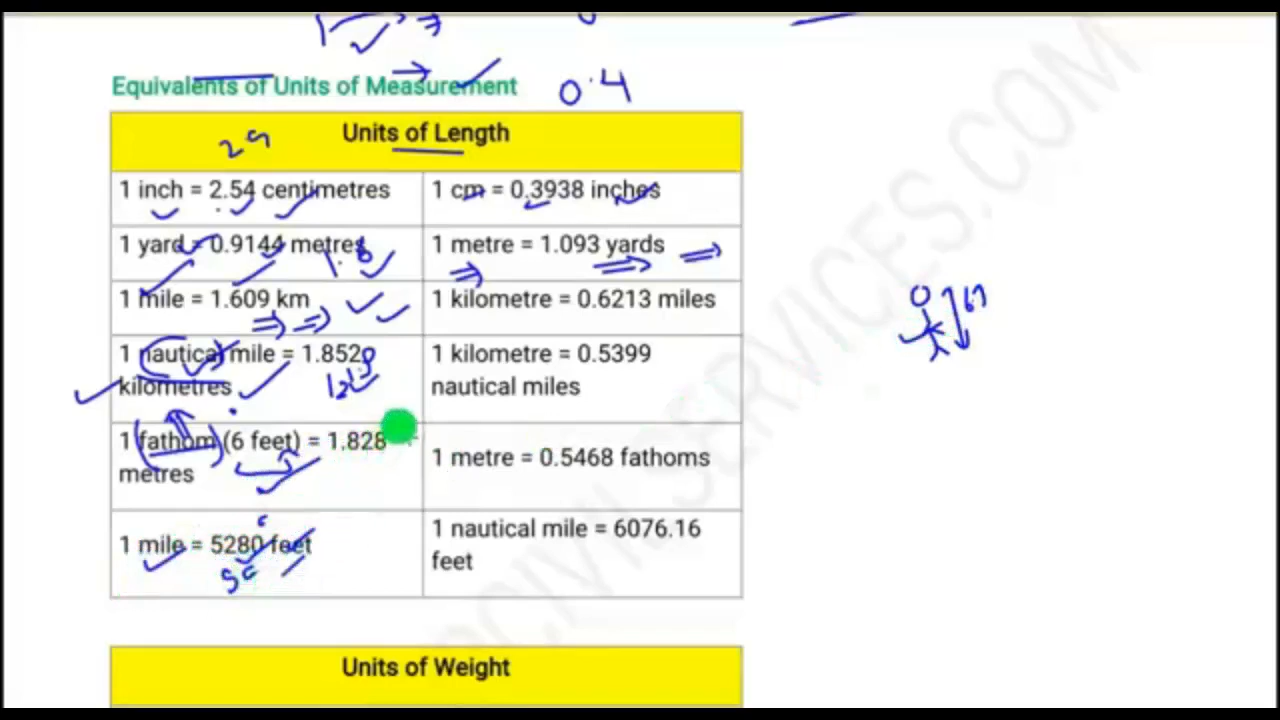 Equivalents of Units of Measurement
0.4
Units of Length
29
1 inch = 2.54 centimetres
1 cm = 0.3938 inches
1 yard = 0.9144 metres
1 metre = 1.093 yards
1.8
1 mile = 1.609 km
1 kilometre = 0.6213 miles
1 nautical mile = 1.852
kilometres
1 kilometre = 0.5399
nautical miles
1 fathom (6 feet) = 1.828
metres
1 metre = 0.5468 fathoms
1 mile = 5280 feet
1 nautical mile = 6076.16
feet
Units of Weight